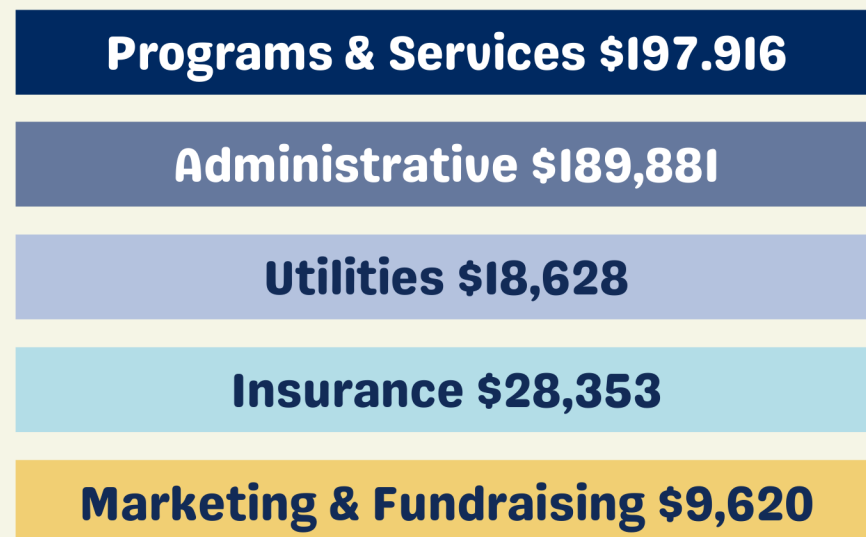 Programs & Services $197.916
Administrative $189,881
Utilities $18,628
Insurance $28,353
Marketing & Fundraising $9,620